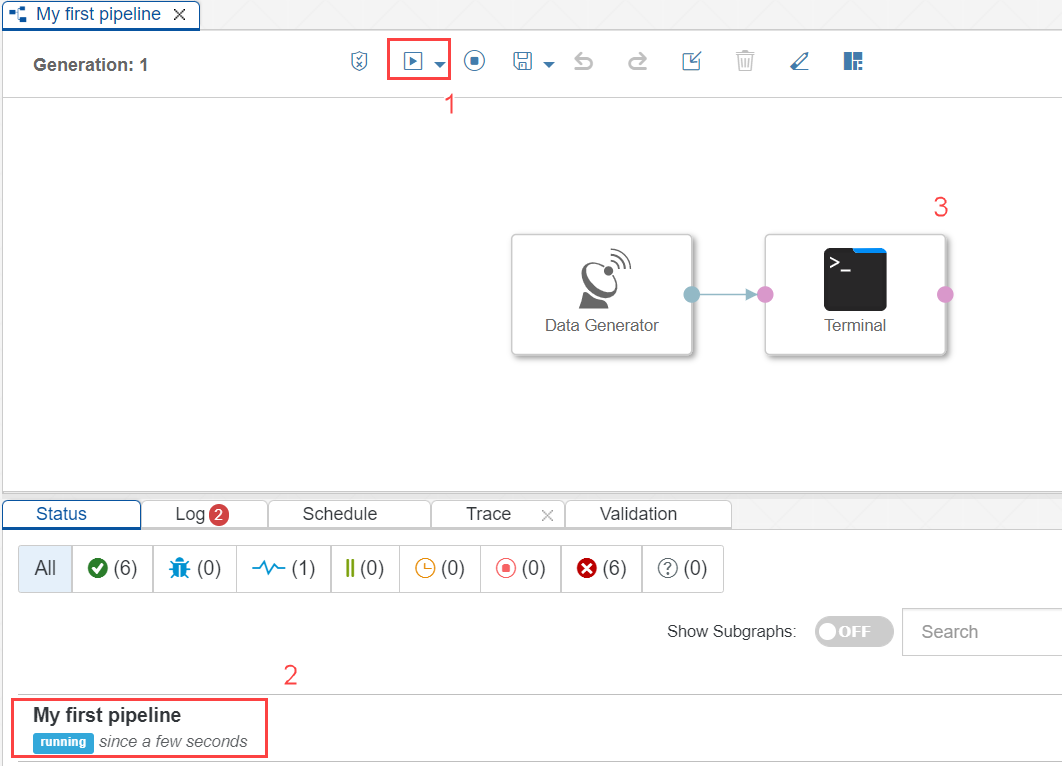 My first pipeline
Generation: 1
1
3
>_
Data Generator
Terminal
Status Log 2 Schedule Trace Validation
All (6) (0) (1) (0) (0) (0) (6) (0)
Show Subgraphs: OFF Search
2
My first pipeline
running since a few seconds